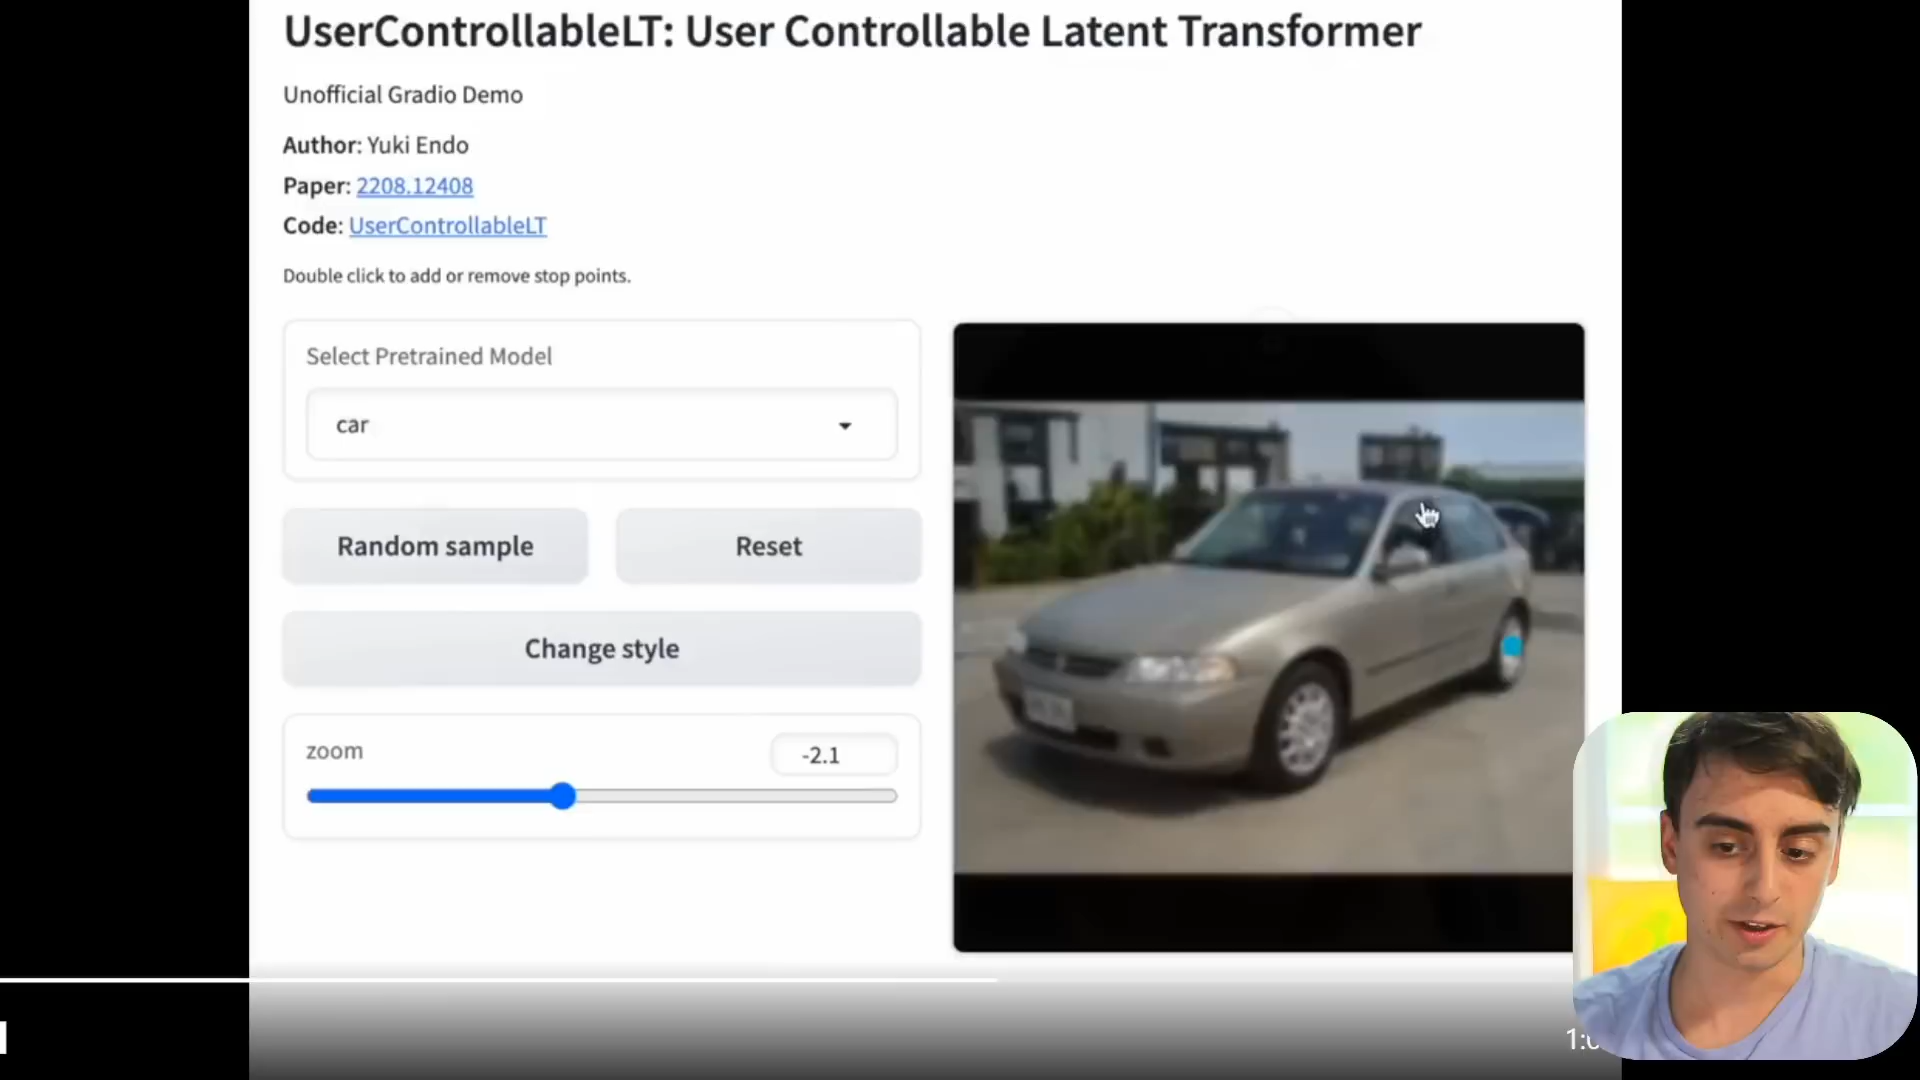 UserControllableLT: User Controllable Latent Transformer
Unofficial Gradio Demo
Author: Yuki Endo
Paper: 2208.12408
Code: UserControllableLT
Double click to add or remove stop points.
Select Pretrained Model
car
Random sample
Reset
Change style
zoom
-2.1